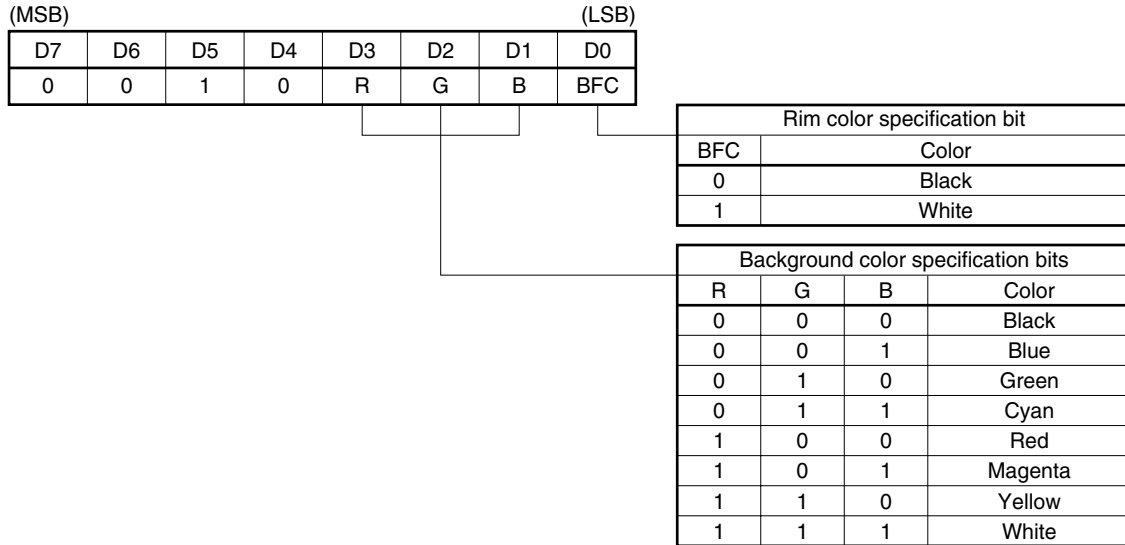 (MSB) (LSB)
D7 D6 D5 D4 D3 D2 D1 D0
0 0 1 0 R G B BFC
Rim color specification bit
BFC Color
0 Black
1 White
Background color specification bits
R G B Color
0 0 0 Black
0 0 1 Blue
0 1 0 Green
0 1 1 Cyan
1 0 0 Red
1 0 1 Magenta
1 1 0 Yellow
1 1 1 White